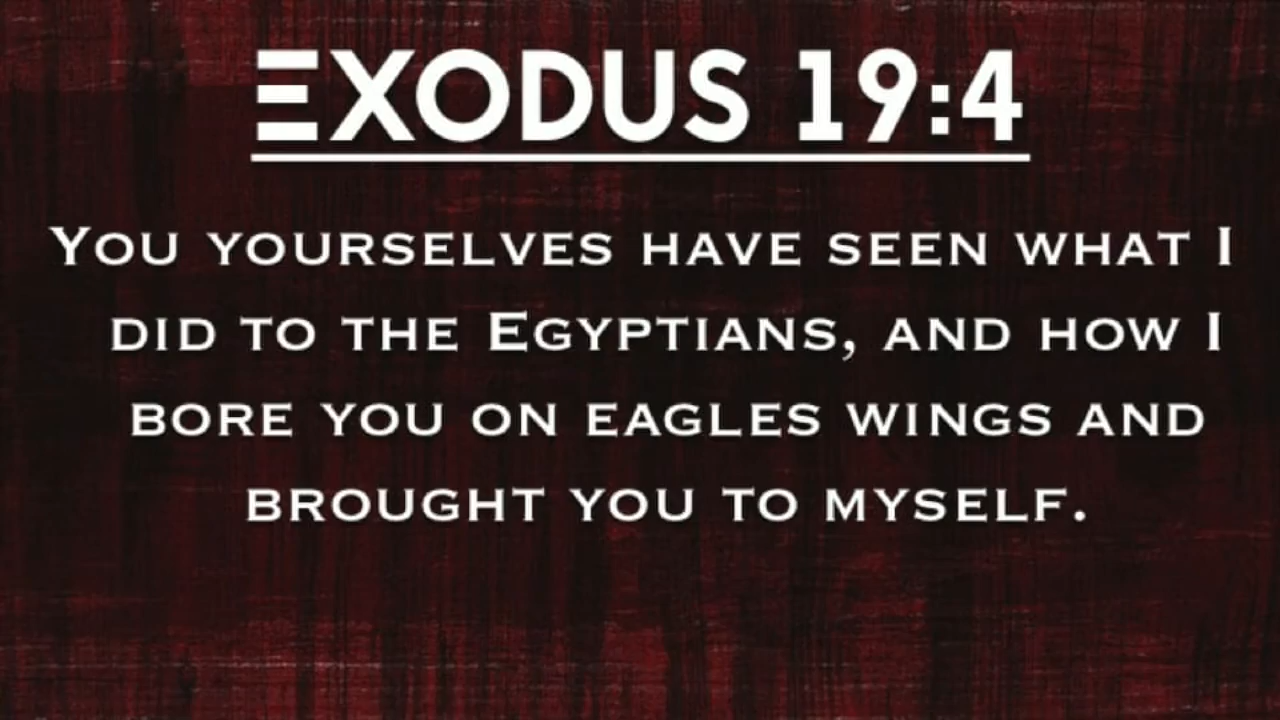 EXODUS 19:4
You yourselves have seen what I
did to the Egyptians, and how I
bore you on eagles wings and
brought you to myself.